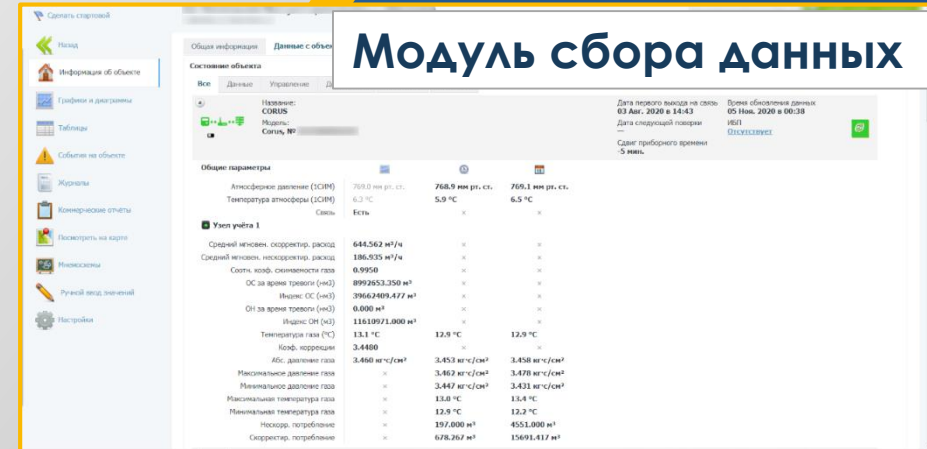 Сделать стартовой
Модуль сбора данных
Назад
Информация об объекте
Графики и диаграммы
Таблицы
События на объекте
Журналы
Коммерческие отчёты
Посмотреть на карте
Мнемосхемы
Ручной ввод значений
Настройки
Общая информация Данные с объек
Состояние объекта
Все Данные Управление
Название:
CORUS
Модель:
Corus, №
Дата первого выхода на связь
03 Авг. 2020 в 14:43
Дата следующей поверки
—
Сдвиг приборного времени
-5 мин.
Время обновления данных
05 Ноя. 2020 в 00:38
ИБП
Отсутствует
Общие параметры
Атмосферное давление (1СИМ) 769.0 мм рт. ст. 768.9 мм рт. ст. 769.1 мм рт. ст.
Температура атмосферы (1СИМ) 6.3 °C 5.9 °C 6.5 °C
Связь Есть × ×
Узел учёта 1
Средний мгновен. скорректир. расход 644.562 м³/ч × ×
Средний мгновен. нескорректир. расход 186.935 м³/ч × ×
Соотн. коэф. сжимаемости газа 0.9950 × ×
ОС за время тревоги (нм3) 8992653.350 м³ × ×
Индекс ОС (нм3) 39662409.477 м³ × ×
ОН за время тревоги (нм3) 0.000 м³ × ×
Индекс ОН (м3) 11610971.000 м³ × ×
Температура газа (°C) 13.1 °C 12.9 °C 12.9 °C
Коэф. коррекции 3.4480 × ×
Абс. давление газа 3.460 кгс/см² 3.453 кгс/см² 3.458 кгс/см²
Максимальное давление газа × 3.462 кгс/см² 3.478 кгс/см²
Минимальное давление газа × 3.447 кгс/см² 3.431 кгс/см²
Максимальная температура газа × 13.0 °C 13.4 °C
Минимальная температура газа × 12.9 °C 12.2 °C
Нескорр. потребление × 197.000 м³ 4551.000 м³
Скорректир. потребление × 678.267 м³ 15691.417 м³